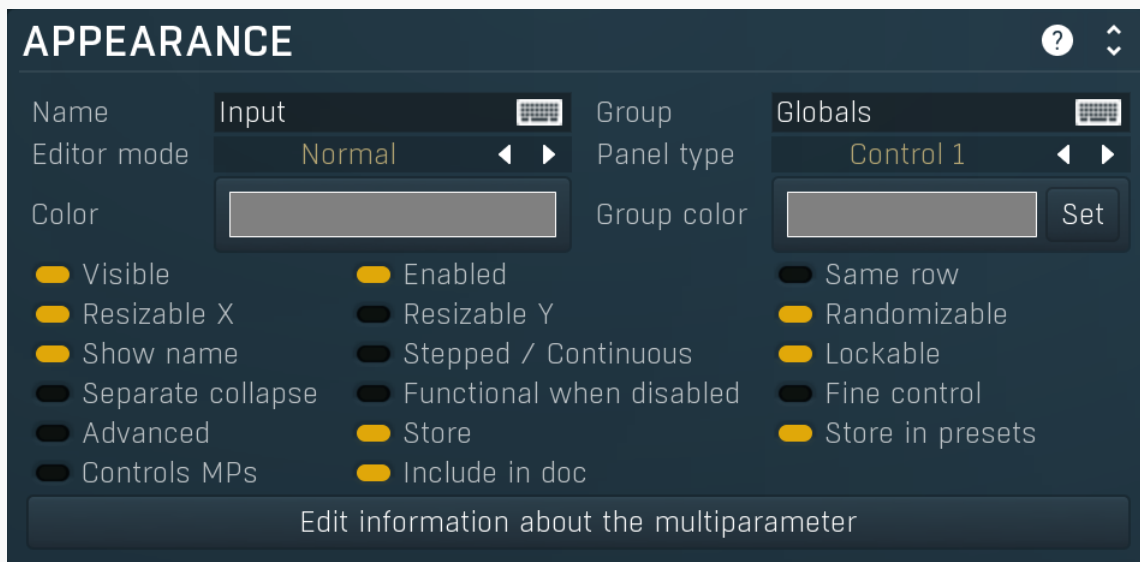 APPEARANCE ?
Name Input Group Globals
Editor mode Normal Panel type Control 1
Color Group color Set
Visible Enabled Same row
Resizable X Resizable Y Randomizable
Show name Stepped / Continuous Lockable
Separate collapse Functional when disabled Fine control
Advanced Store Store in presets
Controls MPs Include in doc
Edit information about the multiparameter